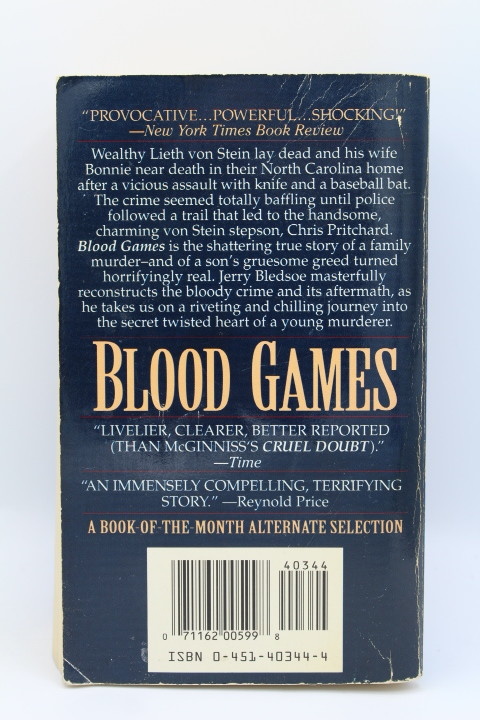 “PROVOCATIVE...POWERFUL...SHOCKING!”
—New York Times Book Review
Wealthy Lieth von Stein lay dead and his wife
Bonnie near death in their North Carolina home
after a vicious assault with knife and a baseball bat.
The crime seemed totally baffling until police
followed a trail that led to the handsome,
charming von Stein stepson, Chris Pritchard.
Blood Games is the shattering true story of a family
murder–and of a son's gruesome greed turned
horrifyingly real. Jerry Bledsoe masterfully
reconstructs the bloody crime and its aftermath, as
he takes us on a riveting and chilling journey into
the secret twisted heart of a young murderer.
BLOOD GAMES
“LIVELIER, CLEARER, BETTER REPORTED
(THAN McGINNISS'S CRUEL DOUBT).”
—Time
“AN IMMENSELY COMPELLING, TERRIFYING
STORY.” —Reynold Price
A BOOK-OF-THE-MONTH ALTERNATE SELECTION
40344
0 71162 00599 8
ISBN 0-451-40344-4